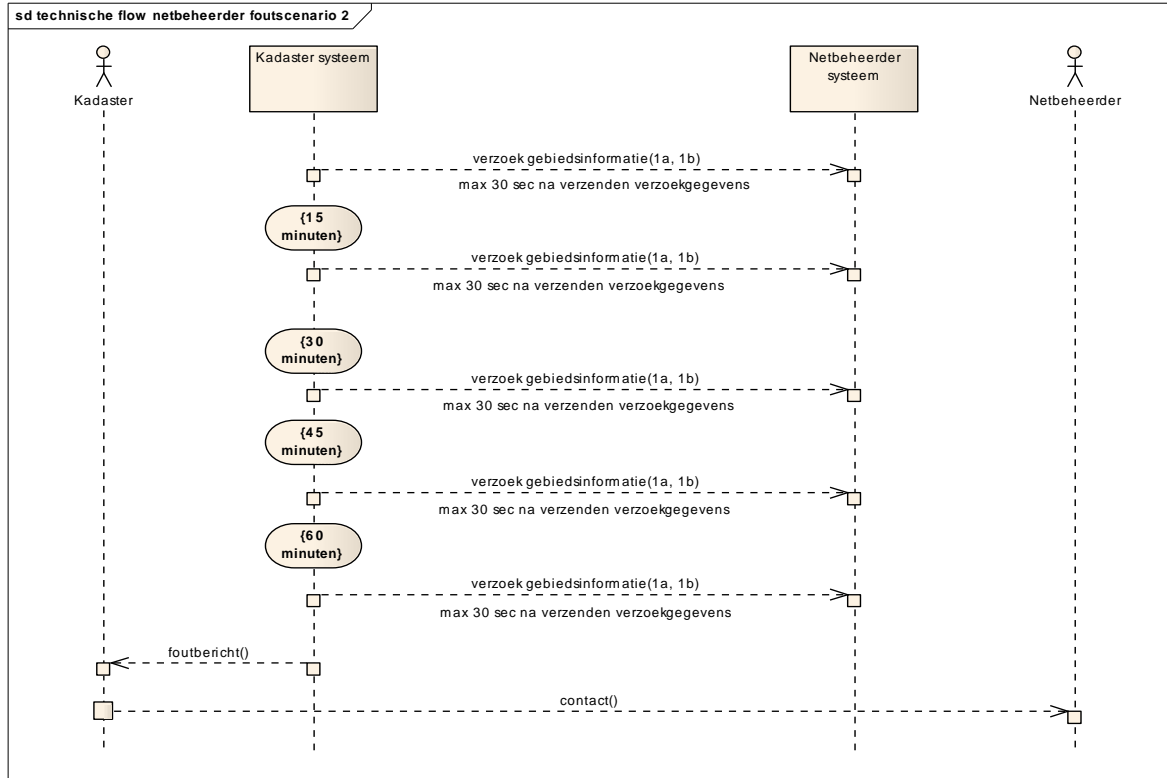 sd technische flow netbeheerder foutscenario 2
Kadaster systeem
Netbeheerder
systeem
Kadaster
Netbeheerder
verzoek gebiedsinformatie(1a, 1b)
max 30 sec na verzenden verzoekgegevens
{15
minuten}
verzoek gebiedsinformatie(1a, 1b)
max 30 sec na verzenden verzoekgegevens
{30
minuten}
verzoek gebiedsinformatie(1a, 1b)
max 30 sec na verzenden verzoekgegevens
{45
minuten}
verzoek gebiedsinformatie(1a, 1b)
max 30 sec na verzenden verzoekgegevens
{60
minuten}
verzoek gebiedsinformatie(1a, 1b)
max 30 sec na verzenden verzoekgegevens
foutbericht()
contact()